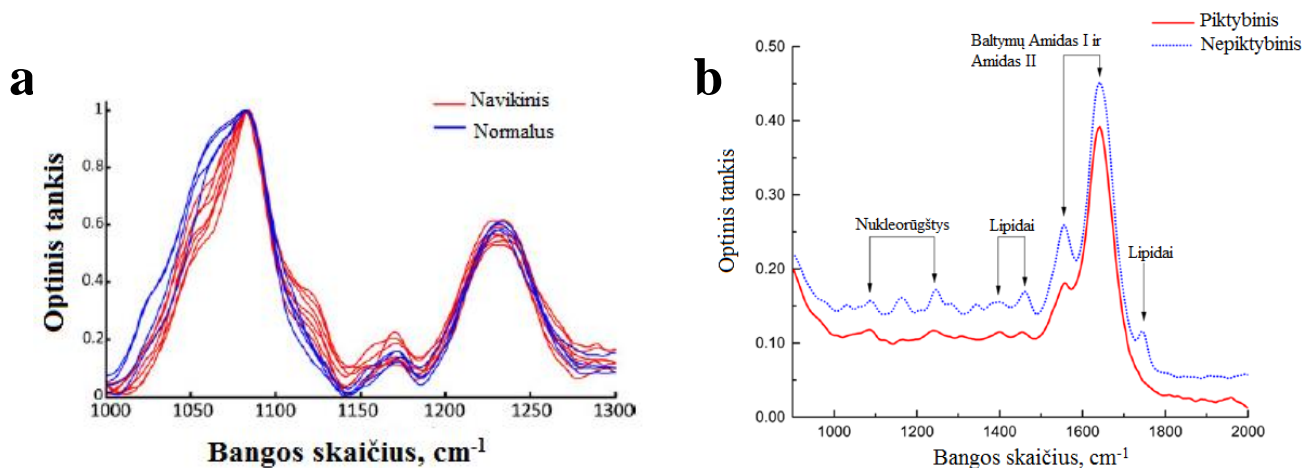 a
Navikinis
Normalus
Optinis tankis
1
0.8
0.6
0.4
0.2
0
1000
1050
1100
1150
1200
1250
1300
Bangos skaičius, cm-1
b
Piktybinis
Nepiktybinis
Baltymų Amidas I ir
Amidas II
Nukleorūgštys
Lipidai
Lipidai
Optinis tankis
0.50
0.40
0.30
0.20
0.10
0.00
1000
1200
1400
1600
1800
2000
Bangos skaičius, cm-1